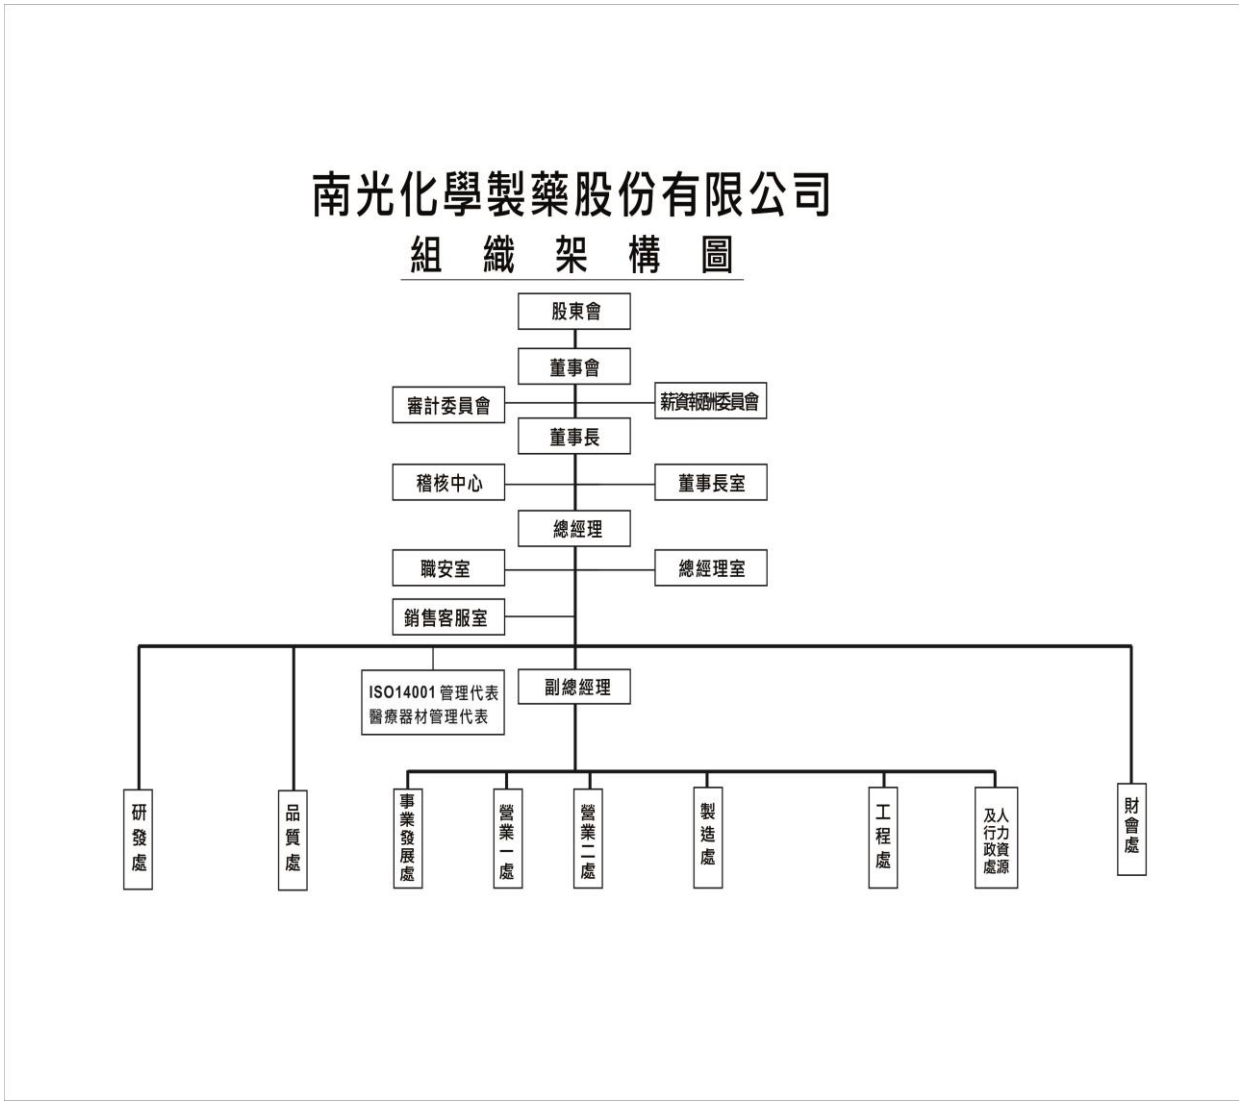 南光化學製藥股份有限公司
組織架構圖
股東會
董事會
審計委員會
薪資報酬委員會
董事長
稽核中心
董事長室
總經理
職安室
總經理室
銷售客服室
ISO14001 管理代表
醫療器材管理代表
副總經理
研發處
品質處
事業發展處
營業一處
營業二處
製造處
工程處
人力資源
及行政處
財會處